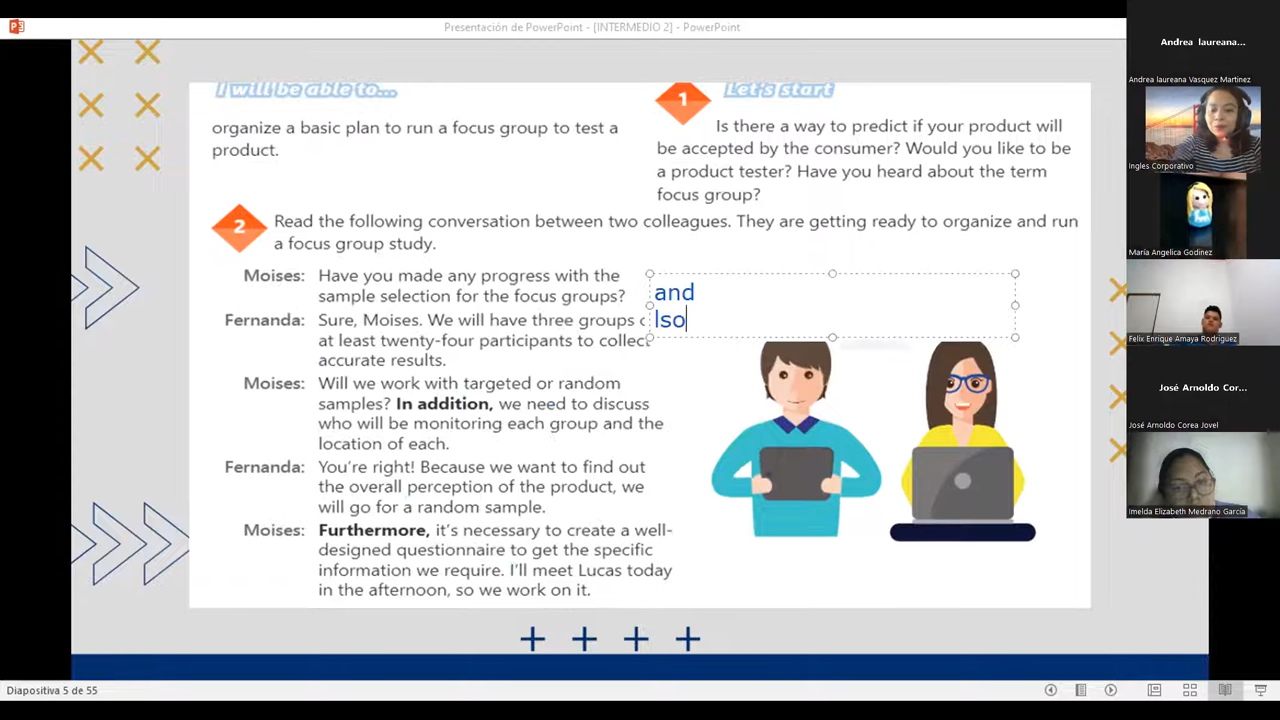 Presentación de PowerPoint - [INTERMEDIO 2] - PowerPoint
I will be able to...
organize a basic plan to run a focus group to test a
product.
1
Let's start
Is there a way to predict if your product will
be accepted by the consumer? Would you like to be
a product tester? Have you heard about the term
focus group?
2
Read the following conversation between two colleagues. They are getting ready to organize and run
a focus group study.
Moises: Have you made any progress with the
sample selection for the focus groups?
Fernanda: Sure, Moises. We will have three groups
at least twenty-four participants to collect
accurate results.
Moises: Will we work with targeted or random
samples? In addition, we need to discuss
who will be monitoring each group and the
location of each.
Fernanda: You're right! Because we want to find out
the overall perception of the product, we
will go for a random sample.
Moises: Furthermore, it's necessary to create a well-
designed questionnaire to get the specific
information we require. I'll meet Lucas today
in the afternoon, so we work on it.
and
lso
Diapositiva 5 de 55
Andrea laureana...
Andrea laureana Vasquez Martinez
Ingles Corporativo
María Angelica Godinez
Felix Enrique Amaya Rodriguez
José Arnoldo Cor...
José Arnoldo Corea Jovel
Imelda Elizabeth Medrano García